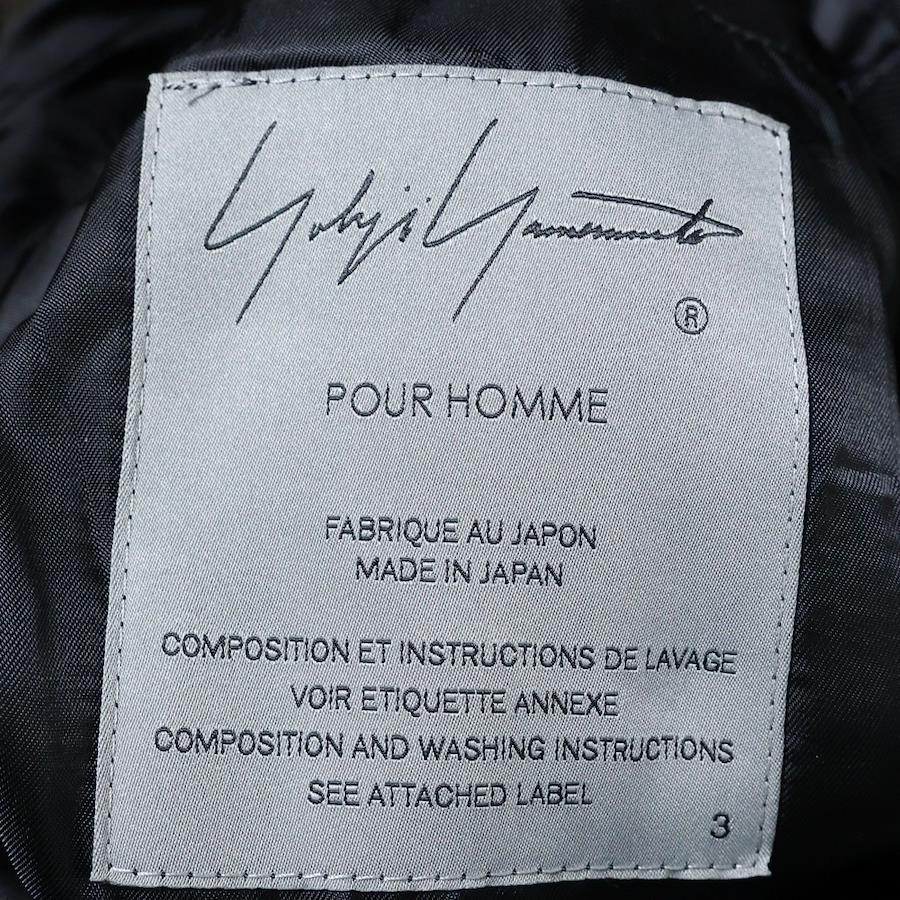 Yohji Yamamoto
®
POUR HOMME
FABRIQUE AU JAPON
MADE IN JAPAN
COMPOSITION ET INSTRUCTIONS DE LAVAGE
VOIR ETIQUETTE ANNEXE
COMPOSITION AND WASHING INSTRUCTIONS
SEE ATTACHED LABEL
3